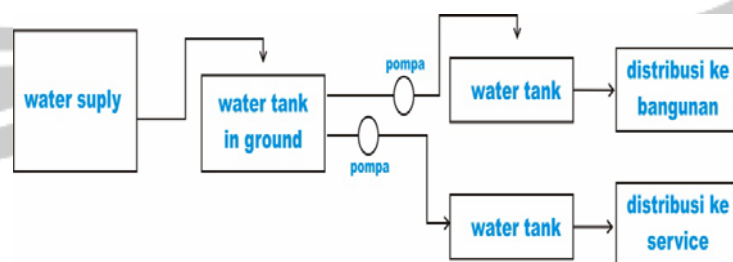 water suply
water tank
in ground
pompa
pompa
water tank
distribusi ke
bangunan
water tank
distribusi ke
service